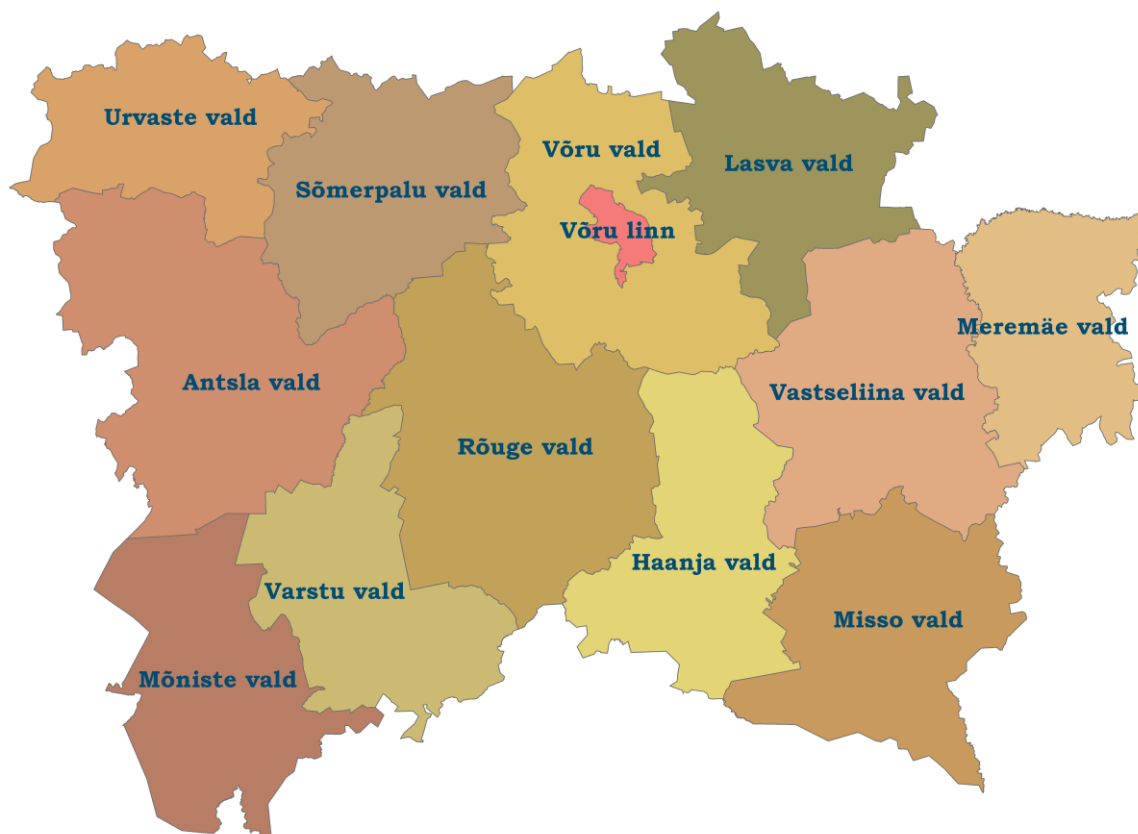 Urvaste vald
Võru vald
Lasva vald
Sõmerpalu vald
Võru linn
Meremäe vald
Antsla vald
Vastseliina vald
Rõuge vald
Haanja vald
Varstu vald
Misso vald
Mõniste vald